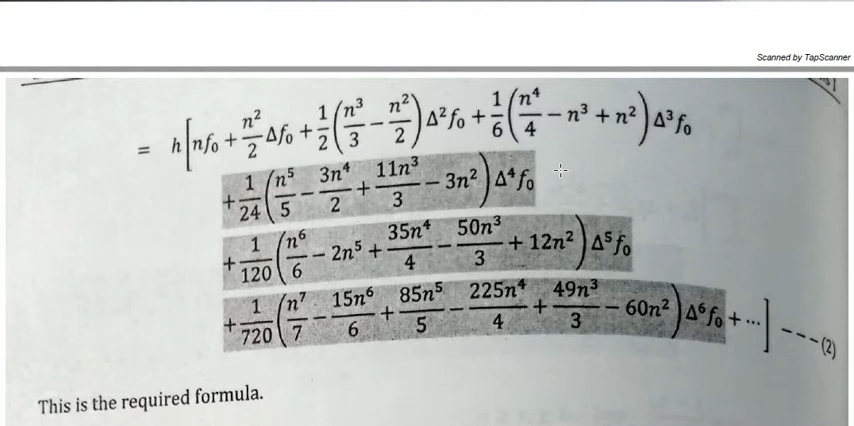 Scanned by TapScanner
= h[nf₀ + n²/2 Δf₀ + 1/2 (n³/3 − n²/2) Δ²f₀ + 1/6 (n⁴/4 − n³ + n²) Δ³f₀
+ 1/24 (n⁵/5 − 3n⁴/2 + 11n³/3 − 3n²) Δ⁴f₀
+ 1/120 (n⁶/6 − 2n⁵ + 35n⁴/4 − 50n³/3 + 12n²) Δ⁵f₀
+ 1/720 (n⁷/7 − 15n⁶/6 + 85n⁵/5 − 225n⁴/4 + 49n³/3 − 60n²) Δ⁶f₀ + ⋯] −−−(2)
This is the required formula.